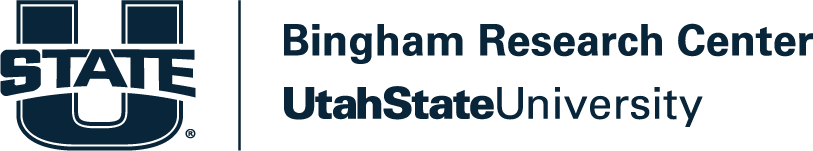 STATE
U
®
Bingham Research Center
UtahStateUniversity